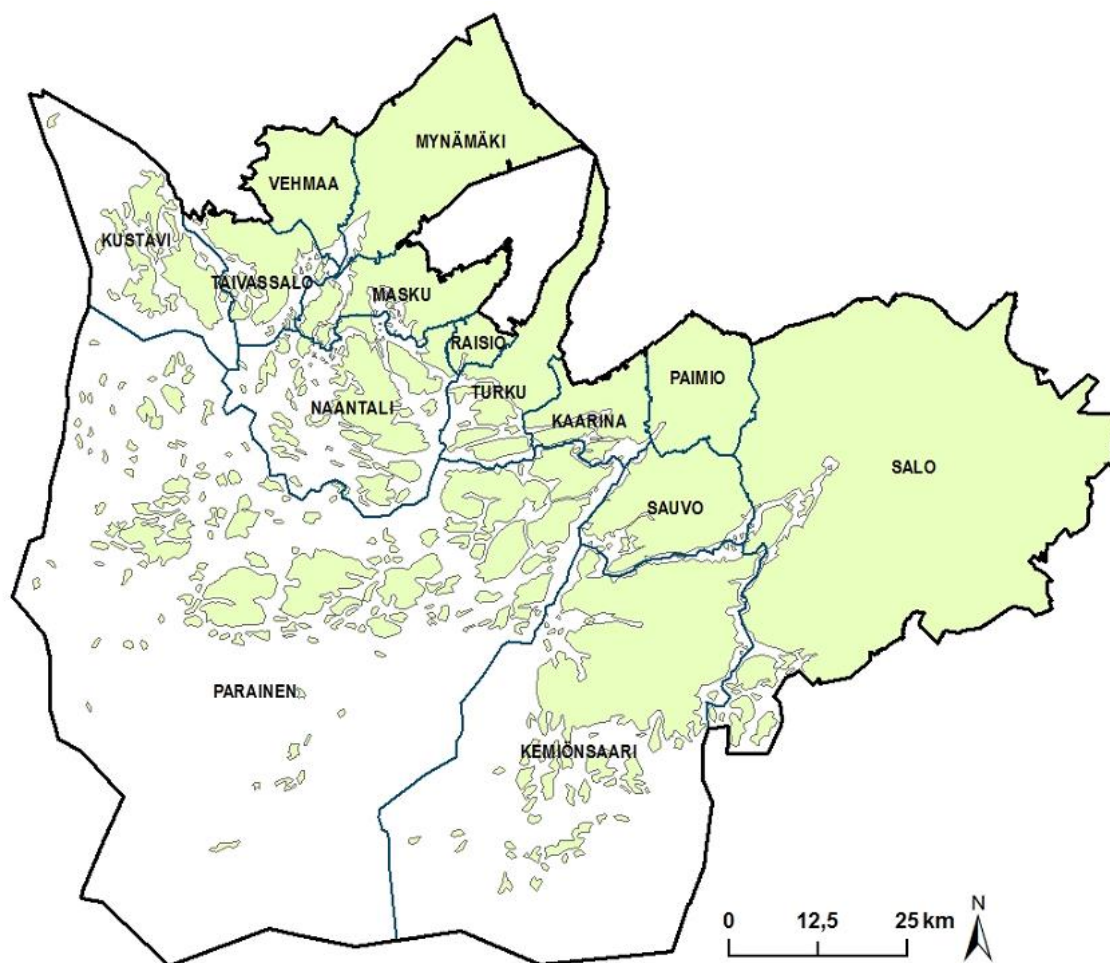 MYNÄMÄKI
VEHMAA
KUSTAVI
TAIVASSALO
MASKU
RAISIO
PAIMIO
TURKU
NAANTALI
KAARINA
SALO
SAUVO
PARAINEN
KEMIÖNSAARI
N
0 12,5 25 km